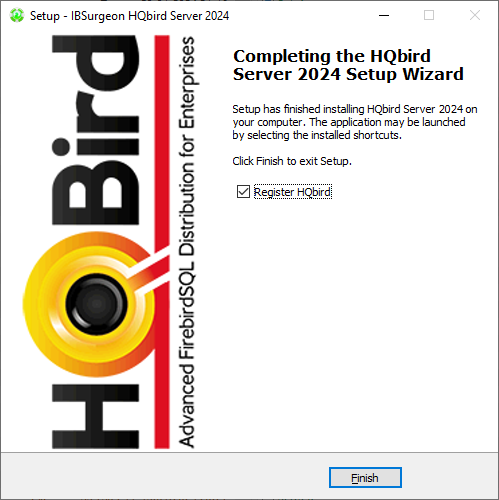 Setup - IBSurgeon HQbird Server 2024
HQBird
Advanced FirebirdSQL Distribution for Enterprises
Completing the HQbird
Server 2024 Setup Wizard
Setup has finished installing HQbird Server 2024 on
your computer. The application may be launched
by selecting the installed shortcuts.
Click Finish to exit Setup.
Register HQbird
Finish